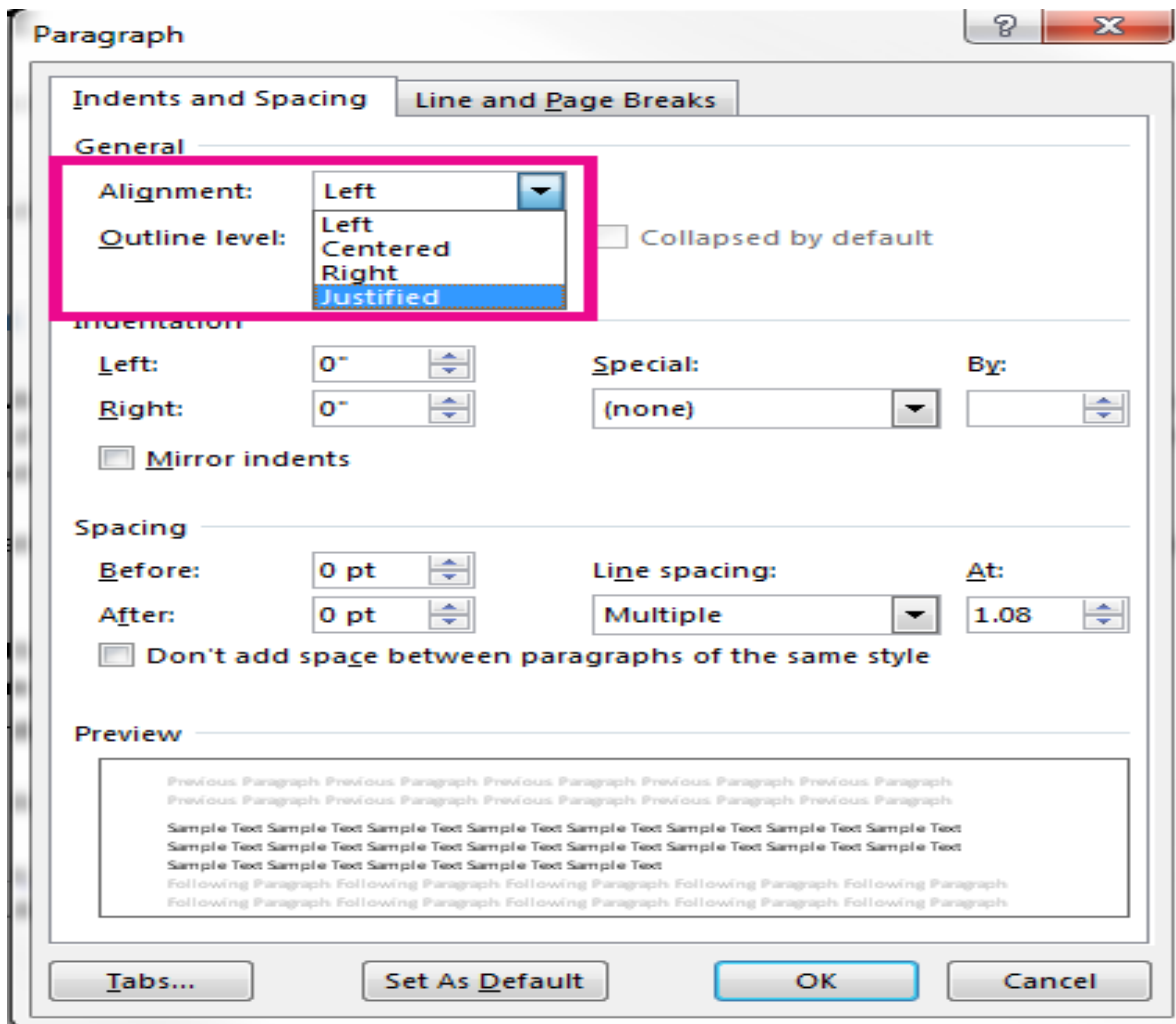 Paragraph
Indents and Spacing Line and Page Breaks
General
Alignment: Left
Left
Outline level: Collapsed by default
Centered
Right
Justified
Indentation
Left: 0" Special: By:
Right: 0" (none)
Mirror indents
Spacing
Before: 0 pt Line spacing: At:
After: 0 pt Multiple 1.08
Don't add space between paragraphs of the same style
Preview
Previous Paragraph Previous Paragraph Previous Paragraph Previous Paragraph Previous Paragraph
Previous Paragraph Previous Paragraph Previous Paragraph Previous Paragraph Previous Paragraph
Sample Text Sample Text Sample Text Sample Text Sample Text Sample Text Sample Text Sample Text
Sample Text Sample Text Sample Text Sample Text Sample Text Sample Text Sample Text Sample Text
Sample Text Sample Text Sample Text Sample Text Sample Text
Following Paragraph Following Paragraph Following Paragraph Following Paragraph Following Paragraph
Following Paragraph Following Paragraph Following Paragraph Following Paragraph Following Paragraph
Tabs... Set As Default OK Cancel